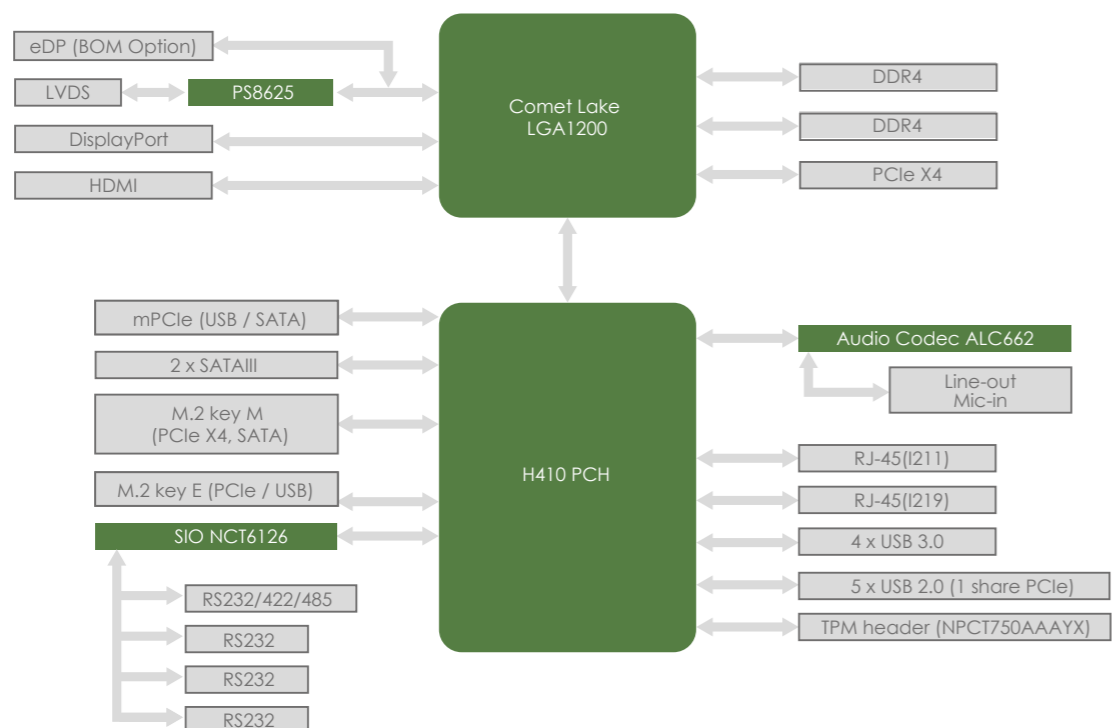 eDP (BOM Option)
LVDS
PS8625
DisplayPort
HDMI
Comet Lake
LGA1200
DDR4
DDR4
PCIe X4
mPCIe (USB / SATA)
2 x SATAIII
M.2 key M
(PCIe X4, SATA)
M.2 key E (PCIe / USB)
SIO NCT6126
RS232/422/485
RS232
RS232
RS232
H410 PCH
Audio Codec ALC662
Line-out
Mic-in
RJ-45(I211)
RJ-45(I219)
4 x USB 3.0
5 x USB 2.0 (1 share PCIe)
TPM header (NPCT750AAAYX)